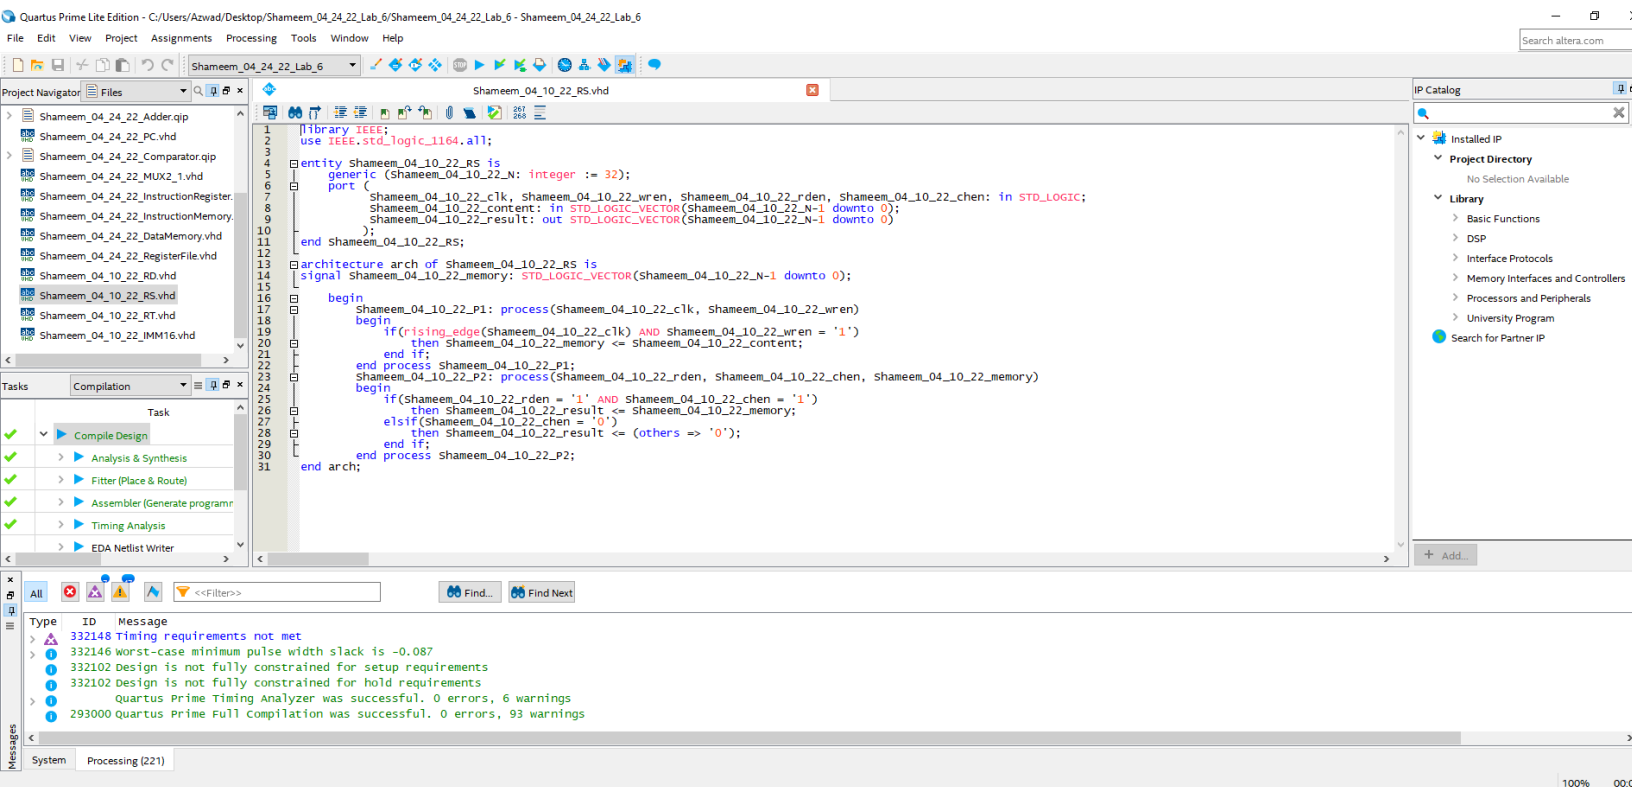 Quartus Prime Lite Edition - C:/Users/Azwad/Desktop/Shameem_04_24_22_Lab_6/Shameem_04_24_22_Lab_6 - Shameem_04_24_22_Lab_6
File Edit View Project Assignments Processing Tools Window Help
Search altera.com
Shameem_04_24_22_Lab_6
Project Navigator Files
Shameem_04_24_22_Adder.qip
Shameem_04_24_22_PC.vhd
Shameem_04_24_22_Comparator.qip
Shameem_04_24_22_MUX2_1.vhd
Shameem_04_24_22_InstructionRegister.
Shameem_04_24_22_InstructionMemory.
Shameem_04_24_22_DataMemory.vhd
Shameem_04_24_22_RegisterFile.vhd
Shameem_04_10_22_RD.vhd
Shameem_04_10_22_RS.vhd
Shameem_04_10_22_RT.vhd
Shameem_04_10_22_IMM16.vhd
Tasks Compilation
Task
Compile Design
Analysis & Synthesis
Fitter (Place & Route)
Assembler (Generate programm
Timing Analysis
EDA Netlist Writer
Shameem_04_10_22_RS.vhd
267
268
1 library IEEE;
2 use IEEE.std_logic_1164.all;
3
4 entity Shameem_04_10_22_RS is
5 generic (Shameem_04_10_22_N: integer := 32);
6 port (
7 Shameem_04_10_22_clk, Shameem_04_10_22_wren, Shameem_04_10_22_rden, Shameem_04_10_22_chen: in STD_LOGIC;
8 Shameem_04_10_22_content: in STD_LOGIC_VECTOR(Shameem_04_10_22_N-1 downto 0);
9 Shameem_04_10_22_result: out STD_LOGIC_VECTOR(Shameem_04_10_22_N-1 downto 0)
10 );
11 end Shameem_04_10_22_RS;
12
13 architecture arch of Shameem_04_10_22_RS is
14 signal Shameem_04_10_22_memory: STD_LOGIC_VECTOR(Shameem_04_10_22_N-1 downto 0);
15
16 begin
17 Shameem_04_10_22_P1: process(Shameem_04_10_22_clk, Shameem_04_10_22_wren)
18 begin
19 if(rising_edge(Shameem_04_10_22_clk) AND Shameem_04_10_22_wren = '1')
20 then Shameem_04_10_22_memory <= Shameem_04_10_22_content;
21 end if;
22 end process Shameem_04_10_22_P1;
23 Shameem_04_10_22_P2: process(Shameem_04_10_22_rden, Shameem_04_10_22_chen, Shameem_04_10_22_memory)
24 begin
25 if(Shameem_04_10_22_rden = '1' AND Shameem_04_10_22_chen = '1')
26 then Shameem_04_10_22_result <= Shameem_04_10_22_memory;
27 elsif(Shameem_04_10_22_chen = '0')
28 then Shameem_04_10_22_result <= (others => '0');
29 end if;
30 end process Shameem_04_10_22_P2;
31 end arch;
IP Catalog
Installed IP
Project Directory
No Selection Available
Library
Basic Functions
DSP
Interface Protocols
Memory Interfaces and Controllers
Processors and Peripherals
University Program
Search for Partner IP
+ Add...
All <<Filter>> Find... Find Next
Type ID Message
332148 Timing requirements not met
332146 Worst-case minimum pulse width slack is -0.087
332102 Design is not fully constrained for setup requirements
332102 Design is not fully constrained for hold requirements
Quartus Prime Timing Analyzer was successful. 0 errors, 6 warnings
293000 Quartus Prime Full Compilation was successful. 0 errors, 93 warnings
Messages
System Processing (221)
100% 00:0